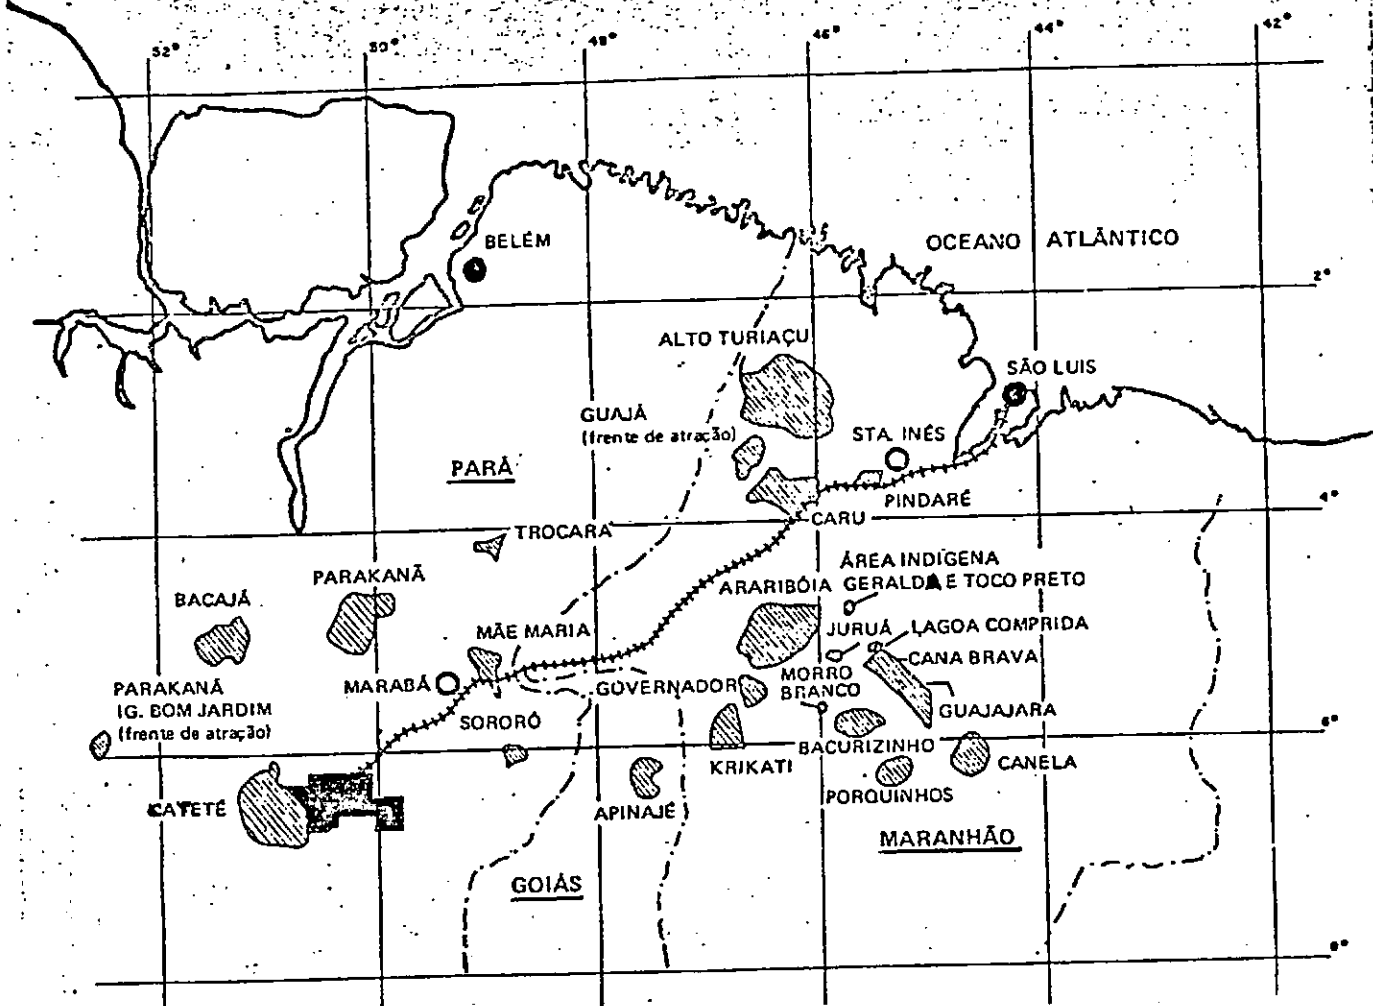 52°
50°
48°
46°
44°
42°
BELÉM
OCEANO ATLÂNTICO
2°
ALTO TURIAÇU
SÃO LUIS
GUAJÁ
(frente de atração)
STA. INÉS
PARÁ
PINDARÉ
4°
CARU
TROCARA
ÁREA INDÍGENA
GERALDA E TOCO PRETO
PARAKANÃ
ARARIBÓIA
BACAJÁ
JURUÁ
LAGOA COMPRIDA
MÃE MARIA
CANA BRAVA
MORRO
BRANCO
MARABÁ
GOVERNADOR
PARAKANÃ
IG. BOM JARDIM
(frente de atração)
GUAJAJARA
SORORÓ
6°
BACURIZINHO
KRIKATI
CANELA
PORQUINHOS
CATETÉ
APINAJÉ
MARANHÃO
GOIÁS
8°